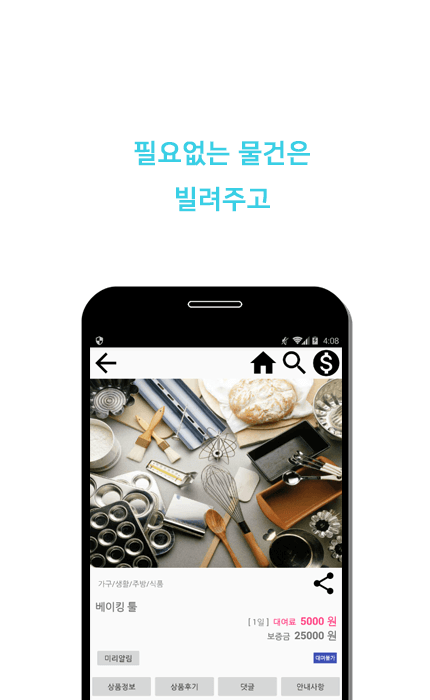 필요없는 물건은
빌려주고
4:08
가구/생활/주방/식품
베이킹 툴
[ 1일 ] 대여료 5000 원
보증금 25000 원
미리알림
대여품기
상품정보 상품후기 댓글 안내사항